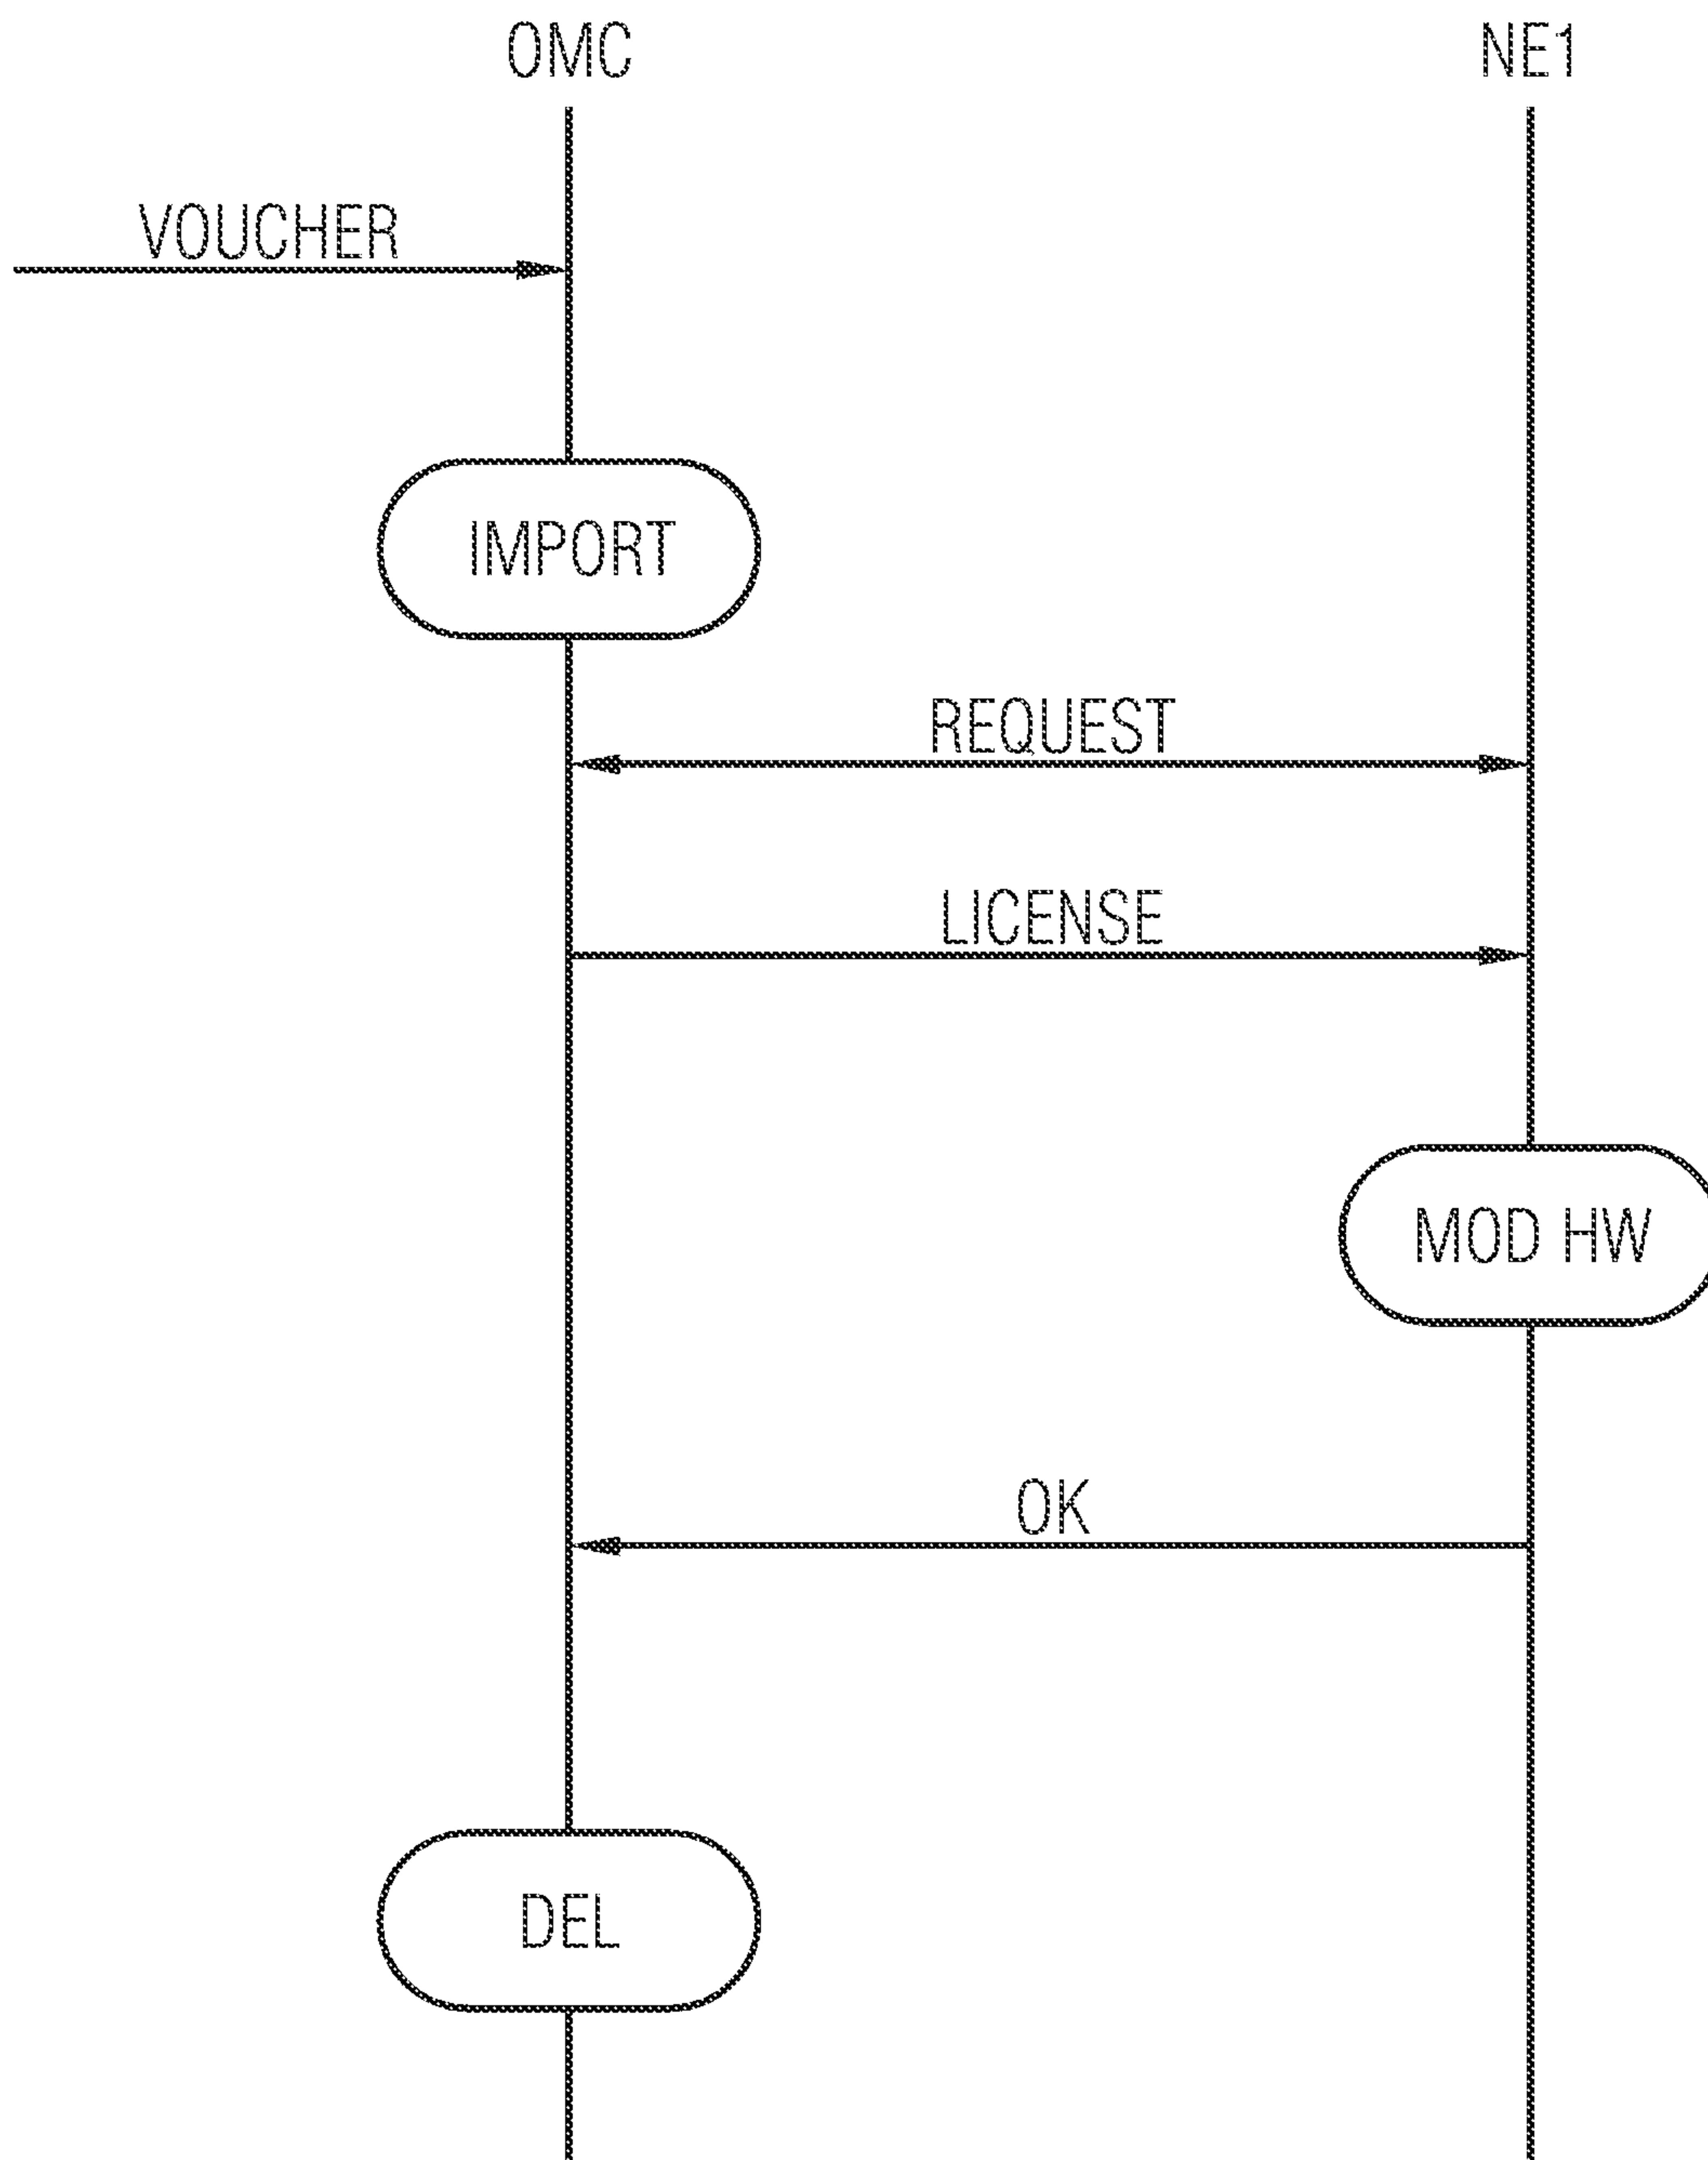 OMC
NE1
VOUCHER
IMPORT
REQUEST
LICENSE
MOD HW
OK
DEL